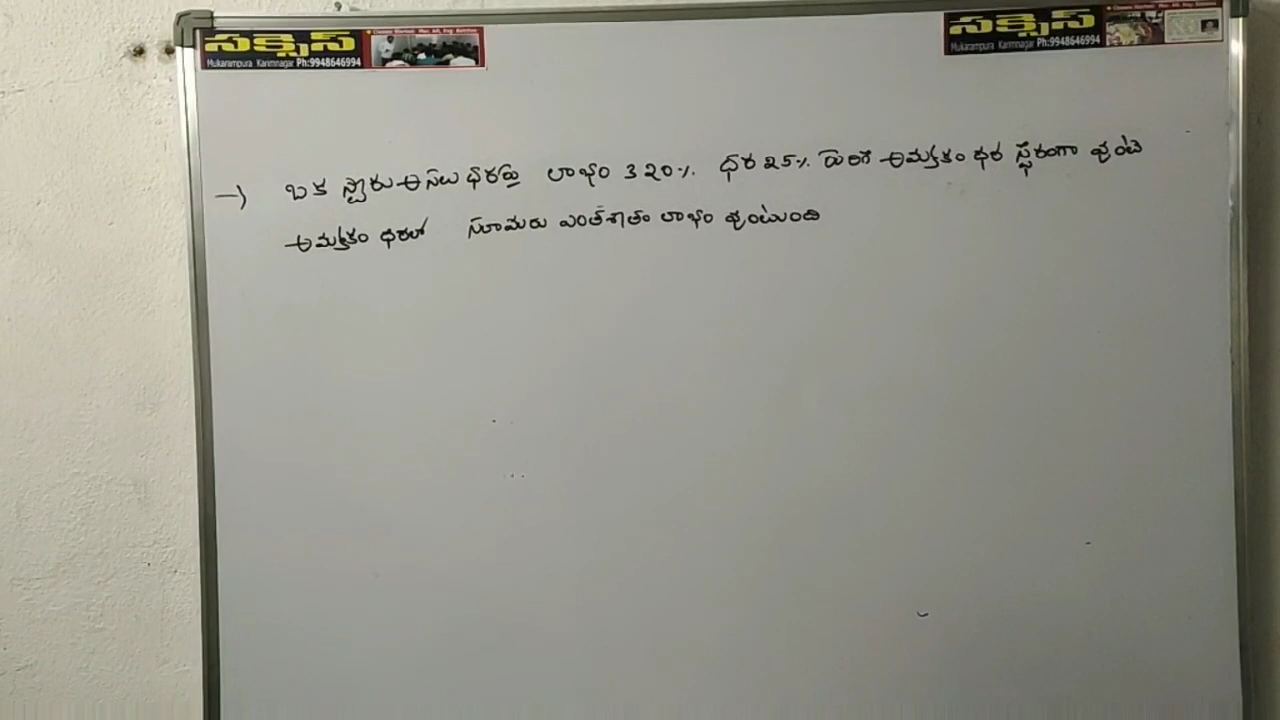 సక్సెస్
Mukarampura Karimnagar Ph:9948646994
సక్సెస్
Mukarampura Karimnagar Ph:9948646994
→) ఒక స్టోరు అసలు ధరపై లాభం 320%. ధర 25%. పెరిగి అమ్మకం ధర స్థిరంగా వుంటే
అమ్మకం ధరలో సూమరు ఎంతశాతం లాభం వుంటుంది